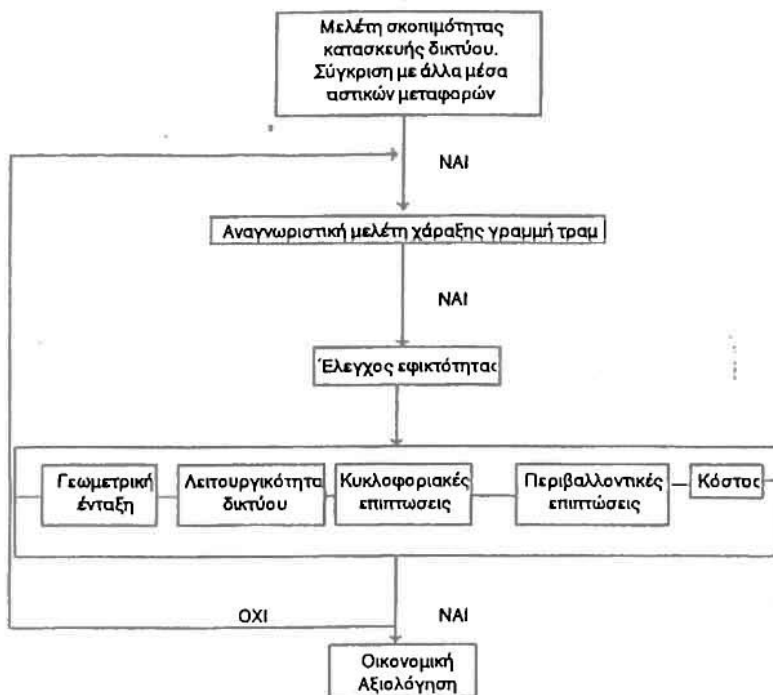 Μελέτη σκοπιμότητας
κατασκευής δικτύου.
Σύγκριση με άλλα μέσα
αστικών μεταφορών
ΝΑΙ
Αναγνωριστική μελέτη χάραξης γραμμή τραμ
ΝΑΙ
Έλεγχος εφικτότητας
Γεωμετρική
ένταξη
Λειτουργικότητα
δικτύου
Κυκλοφοριακές
επιπτωσεις
Περιβαλλοντικές
επιπτώσεις
Κόστος
ΟΧΙ
ΝΑΙ
Οικονομική
Αξιολόγηση